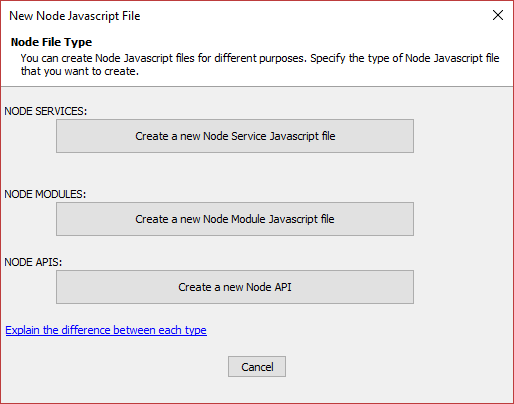 New Node Javascript File
Node File Type
You can create Node Javascript files for different purposes. Specify the type of Node Javascript file
that you want to create.
NODE SERVICES:
Create a new Node Service Javascript file
NODE MODULES:
Create a new Node Module Javascript file
NODE APIS:
Create a new Node API
Explain the difference between each type
Cancel